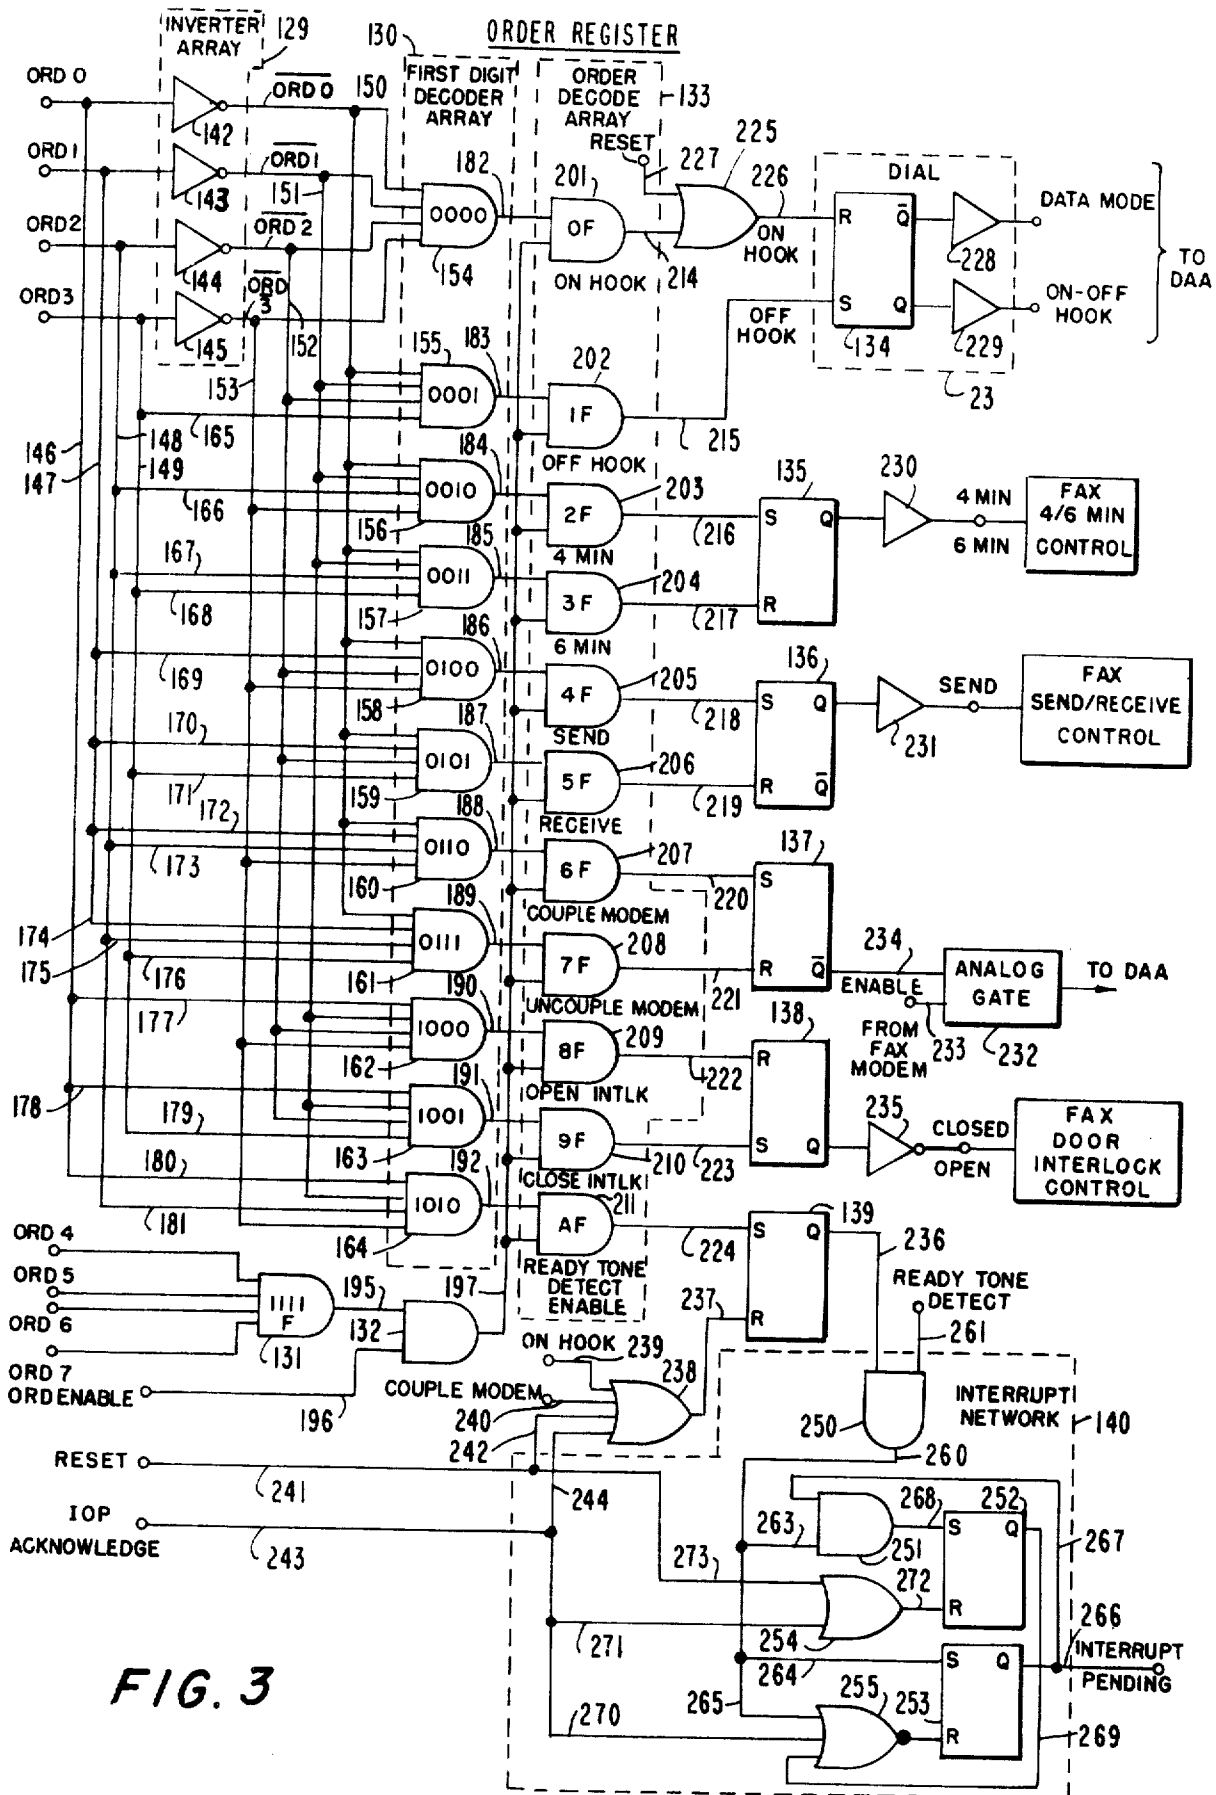 ORDER REGISTER
INVERTER
ARRAY
129
130
FIRST DIGIT
DECODER
ARRAY
ORDER
DECODE
ARRAY
133
RESET
227
225
226
ON
HOOK
DIAL
R
Q̅
S
Q
134
228
229
23
DATA MODE
ON-OFF
HOOK
TO
DAA
ORD 0
ORD 1
ORD 2
ORD 3
142
143
144
145
ORD 0
ORD 1
ORD 2
ORD
3
150
151
152
153
182
0000
154
201
0F
214
ON HOOK
OFF
HOOK
155
183
0001
202
1F
215
OFF HOOK
146
147
148
149
165
184
0010
156
166
203
2F
216
4 MIN
135
S
Q
R
230
4 MIN
6 MIN
FAX
4/6 MIN
CONTROL
167
168
185
0011
157
204
3F
217
6 MIN
169
186
0100
158
205
4F
218
SEND
136
S
Q
R
Q̅
231
SEND
FAX
SEND/RECEIVE
CONTROL
170
171
187
0101
159
206
5F
219
RECEIVE
172
173
188
0110
160
207
6F
220
COUPLE MODEM
137
S
R
Q̅
174
175
176
189
0111
161
208
7F
221
UNCOUPLE MODEM
234
ENABLE
FROM
FAX
MODEM
233
ANALOG
GATE
232
TO DAA
177
190
1000
162
209
8F
222
OPEN INTLK
138
R
S
Q
178
179
191
1001
163
210
9F
223
CLOSE INTLK
235
CLOSED
OPEN
FAX
DOOR
INTERLOCK
CONTROL
180
181
192
1010
164
211
AF
224
READY TONE
DETECT
ENABLE
139
S
Q
R
236
237
READY TONE
DETECT
261
ORD 4
ORD 5
ORD 6
ORD 7
ORD ENABLE
1111
F
131
195
132
196
197
ON HOOK
239
COUPLE MODEM
240
242
238
250
260
INTERRUPT
NETWORK
140
RESET
241
IOP
ACKNOWLEDGE
243
244
263
251
268
252
S
Q
R
267
273
271
254
272
264
265
270
255
253
S
Q
R
266
INTERRUPT
PENDING
269
FIG. 3